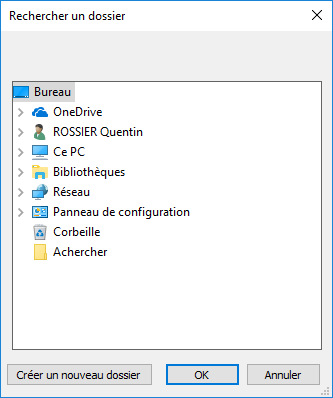 Rechercher un dossier
Bureau
OneDrive
ROSSIER Quentin
Ce PC
Bibliothèques
Réseau
Panneau de configuration
Corbeille
Achercher
Créer un nouveau dossier OK Annuler